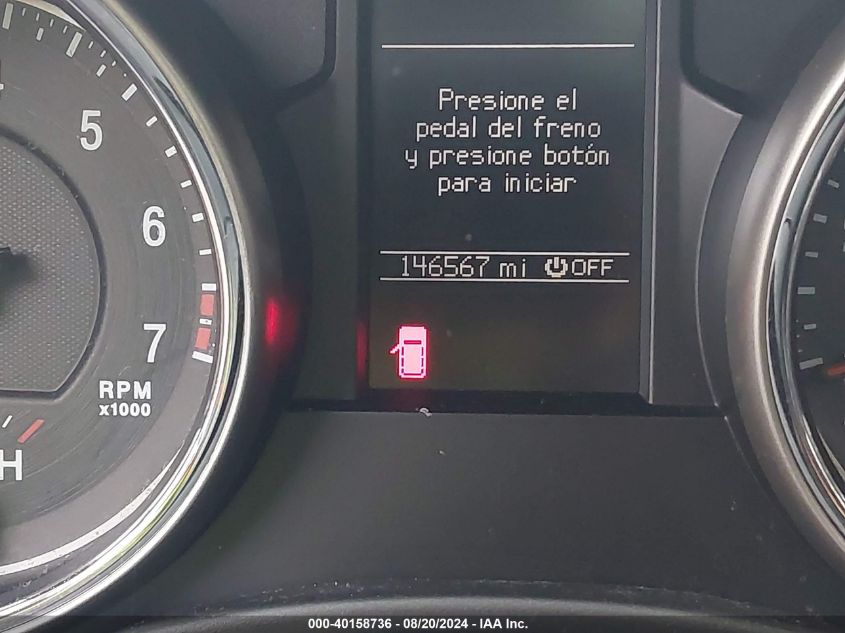 5
6
7
RPM
x1000
H
Presione el
pedal del freno
y presione botón
para iniciar
146567 mi OFF
000-40158736 - 08/20/2024 - IAA Inc.